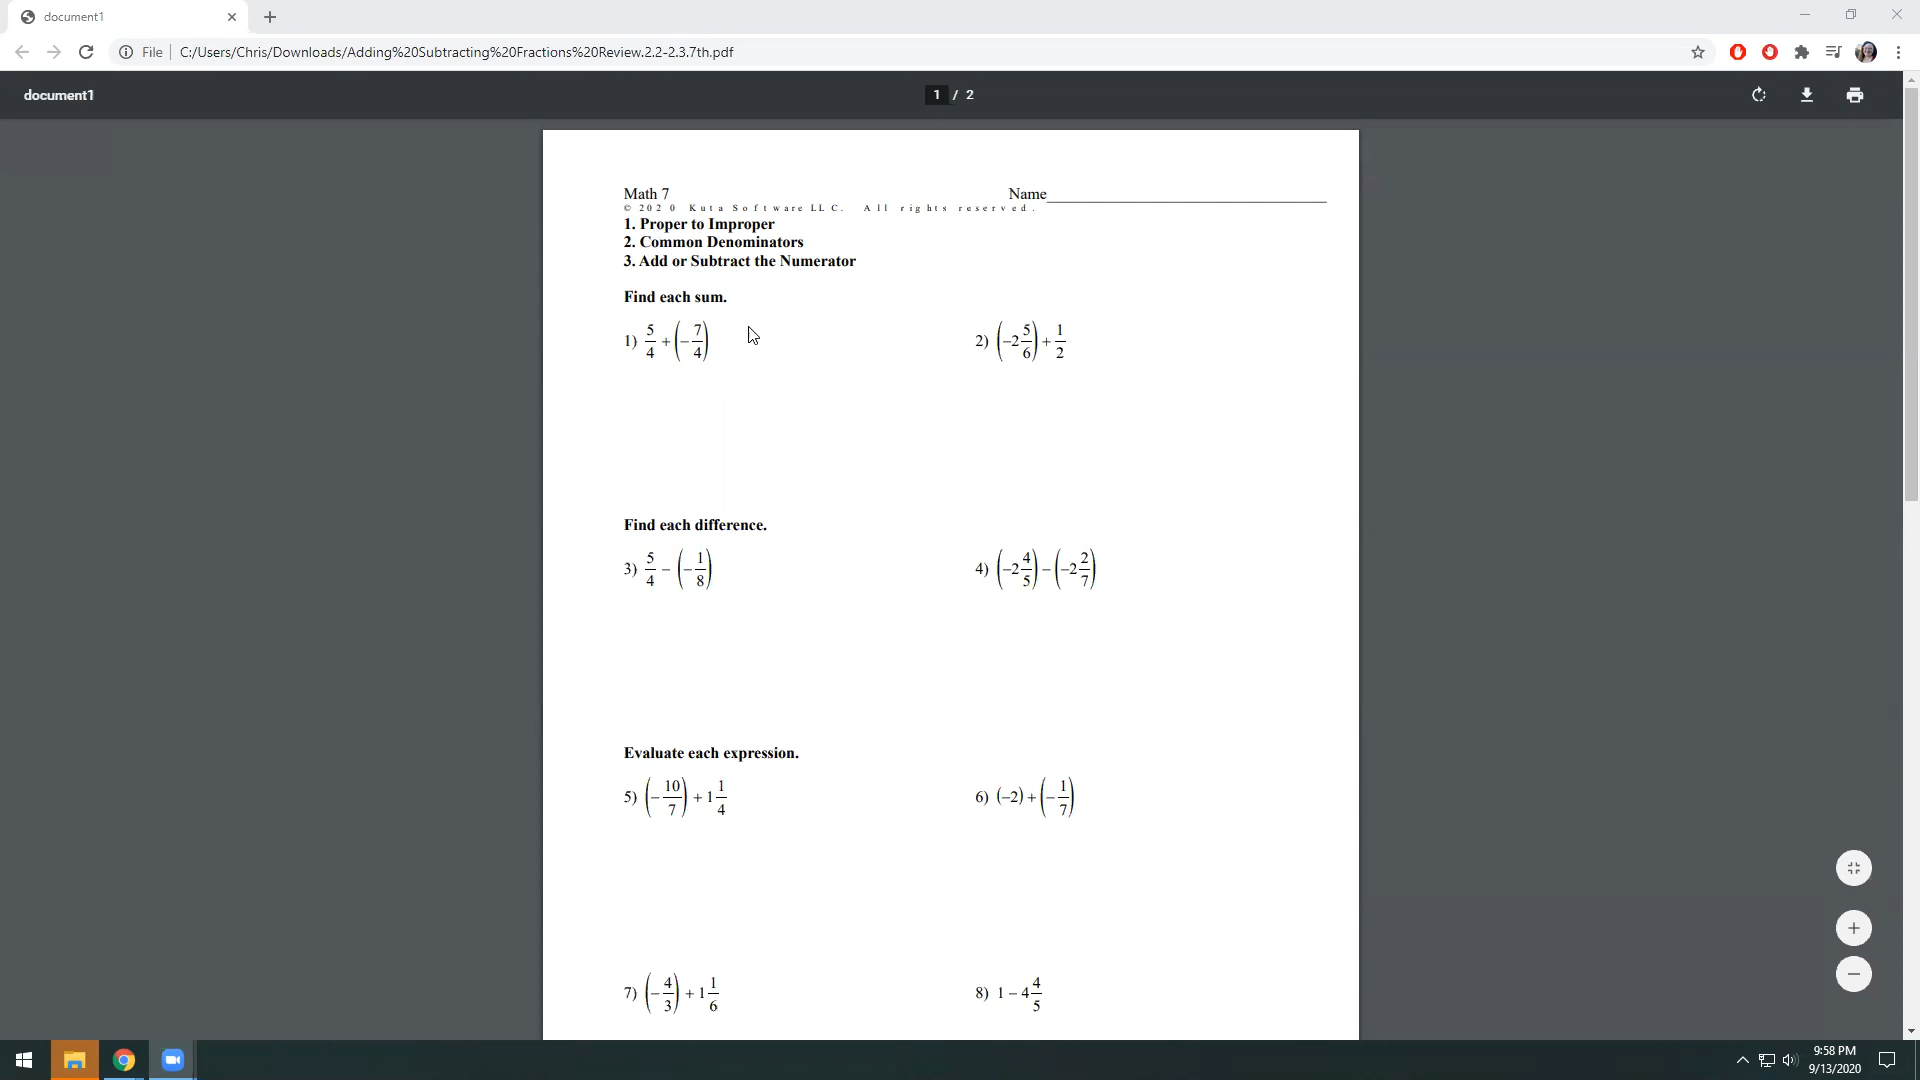 document1
File C:/Users/Chris/Downloads/Adding%20Subtracting%20Fractions%20Review.2.2-2.3.7th.pdf
document1 1 / 2
Math 7 Name
© 2020 Kuta Software LLC. All rights reserved.
1. Proper to Improper
2. Common Denominators
3. Add or Subtract the Numerator
Find each sum.
1) 5/4 + (−7/4) 2) (−2 5/6) + 1/2
Find each difference.
3) 5/4 − (−1/8) 4) (−2 4/5) − (−2 2/7)
Evaluate each expression.
5) (−10/7) + 1 1/4 6) (−2) + (−1/7)
7) (−4/3) + 1 1/6 8) 1 − 4 4/5
9:58 PM
9/13/2020